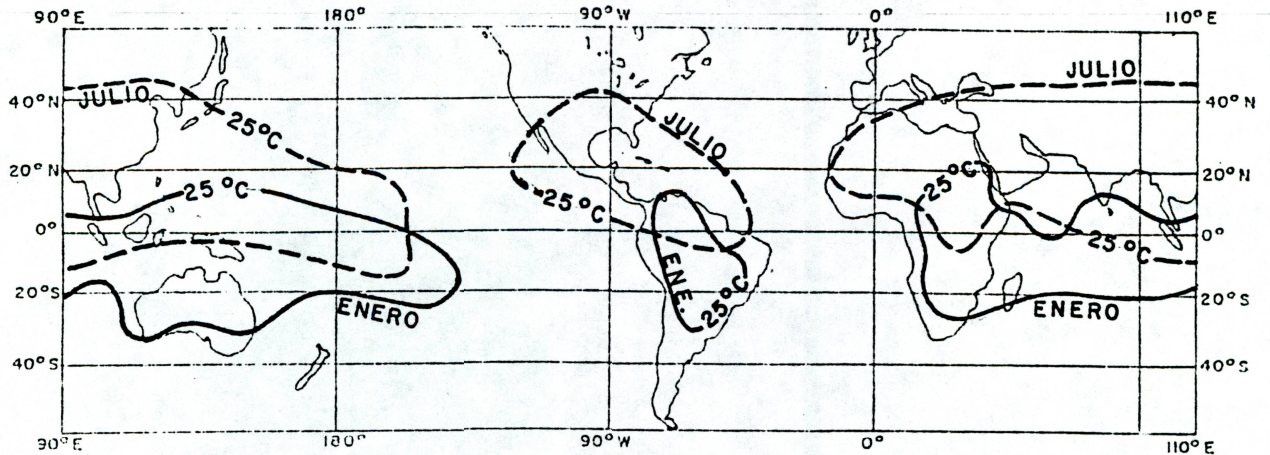 90°E 180° 90°W 0° 110°E
JULIO JULIO
40°N 40°N
25°C JULIO
20°N 25°C 20°N
25°C 25°C
0° 0°
25°C
ENE.
20°S ENERO 25°C ENERO 20°S
40°S 40°S
90°E 180° 90°W 0° 110°E